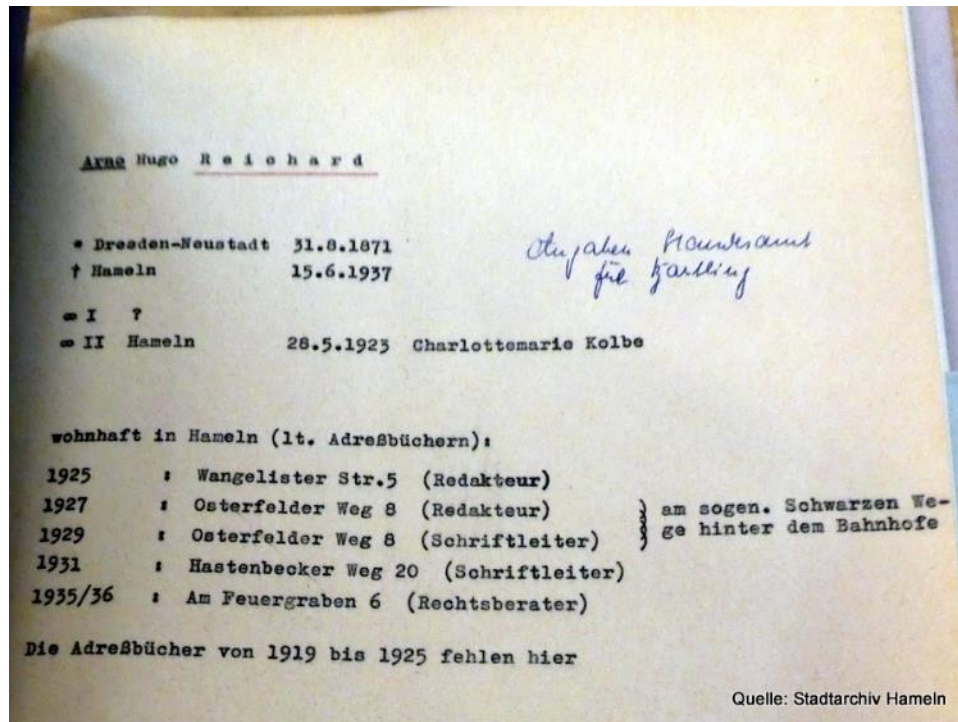 Arne Hugo Reichard
* Dresden-Neustadt 31.8.1871
† Hameln 15.6.1937
Angaben Standesamt
für
∞ I ?
∞ II Hameln 28.5.1923 Charlottemarie Kolbe
wohnhaft in Hameln (lt. Adreßbüchern):
1925 : Wangelister Str.5 (Redakteur)
1927 : Osterfelder Weg 8 (Redakteur) } am sogen. Schwarzen We-
1929 : Osterfelder Weg 8 (Schriftleiter) } ge hinter dem Bahnhofe
1931 : Hastenbecker Weg 20 (Schriftleiter)
1935/36 : Am Feuergraben 6 (Rechtsberater)
Die Adreßbücher von 1919 bis 1925 fehlen hier
Quelle: Stadtarchiv Hameln